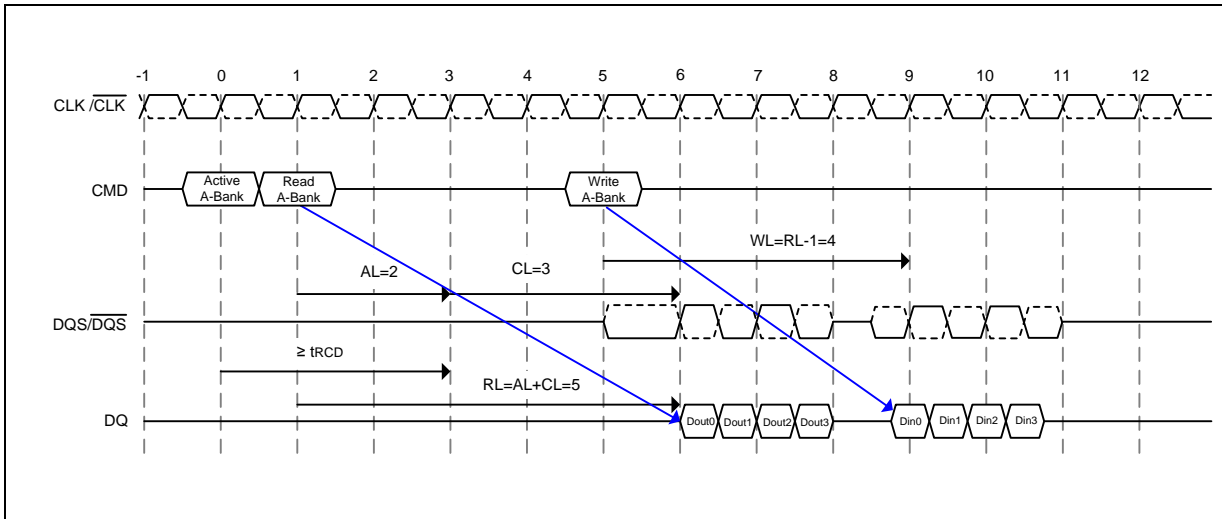 -1 0 1 2 3 4 5 6 7 8 9 10 11 12
CLK /CLK
CMD
Active
A-Bank
Read
A-Bank
Write
A-Bank
WL=RL-1=4
AL=2
CL=3
DQS/DQS
≥ tRCD
RL=AL+CL=5
DQ
Dout0 Dout1 Dout2 Dout3 Din0 Din1 Din2 Din3